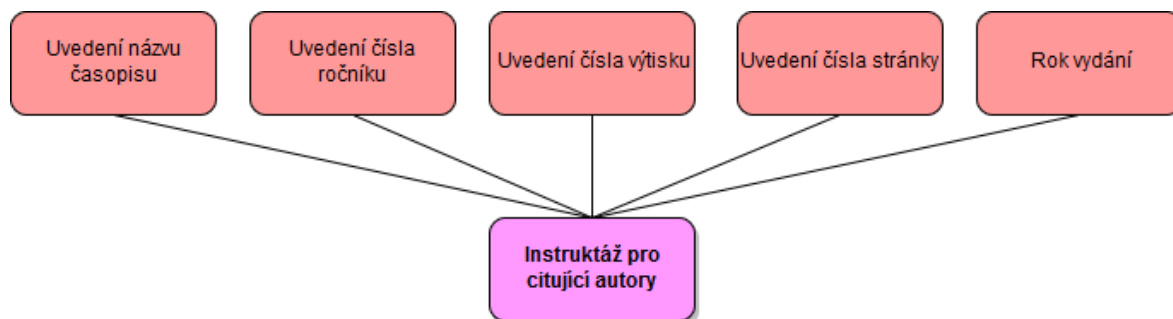 Uvedení názvu
časopisu
Uvedení čísla
ročníku
Uvedení čísla výtisku
Uvedení čísla stránky
Rok vydání
Instruktáž pro
citující autory